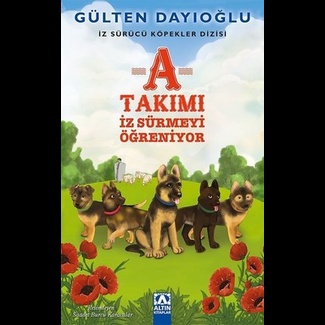 GÜLTEN DAYIOĞLU
İZ SÜRÜCÜ KÖPEKLER DİZİSİ
A
TAKIMI
İZ SÜRMEYİ
ÖĞRENİYOR
ALTIN
KİTAPLAR